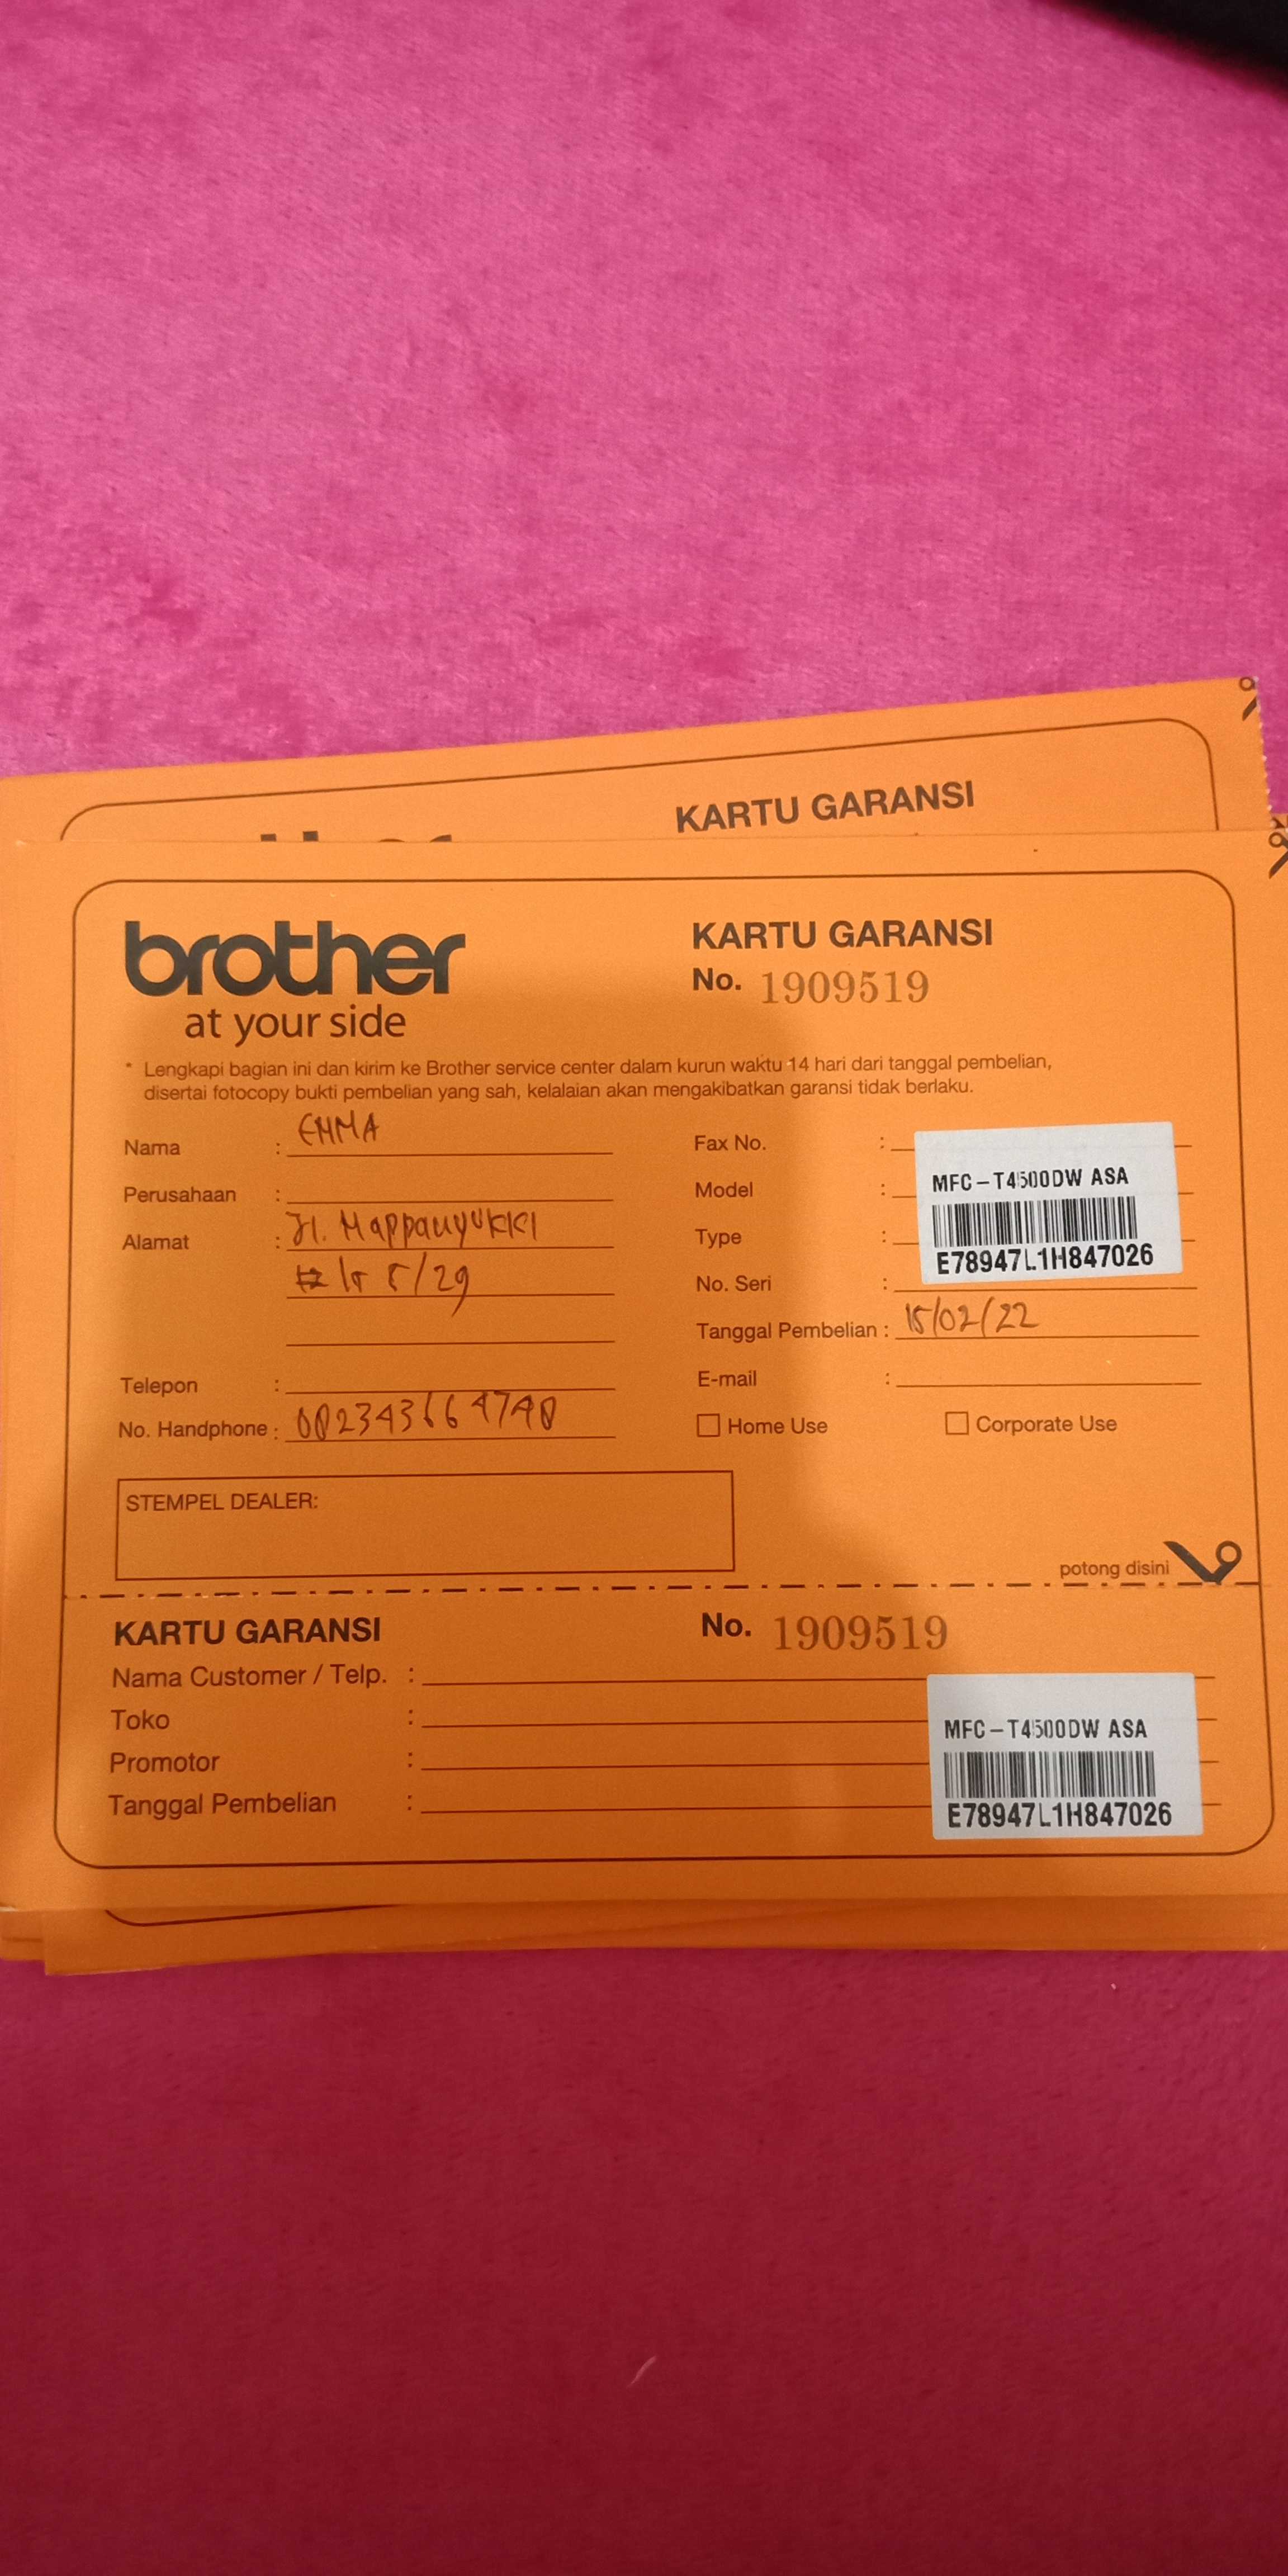 KARTU GARANSI
brother
at your side
KARTU GARANSI
No. 1909519
* Lengkapi bagian ini dan kirim ke Brother service center dalam kurun waktu 14 hari dari tanggal pembelian,
disertai fotocopy bukti pembelian yang sah, kelalaian akan mengakibatkan garansi tidak berlaku.
Nama : EMMA
Perusahaan :
Alamat : Jl. Mappanyukki
lr 5/29
Telepon :
No. Handphone :
Fax No. :
Model :
Type :
No. Seri :
MFC-T4500DW ASA
E78947L1H847026
Tanggal Pembelian : 15/02/22
E-mail :
Home Use
Corporate Use
STEMPEL DEALER:
potong disini
KARTU GARANSI
No. 1909519
Nama Customer / Telp. :
Toko :
Promotor :
Tanggal Pembelian :
MFC-T4500DW ASA
E78947L1H847026